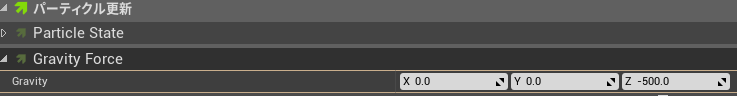 パーティクル更新
Particle State
Gravity Force
Gravity X 0.0 Y 0.0 Z -500.0